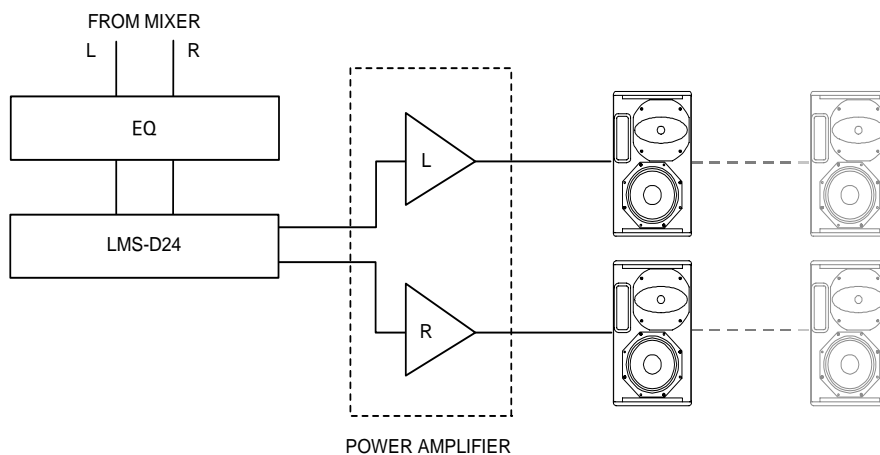 FROM MIXER
L R
EQ
LMS-D24
L
R
POWER AMPLIFIER